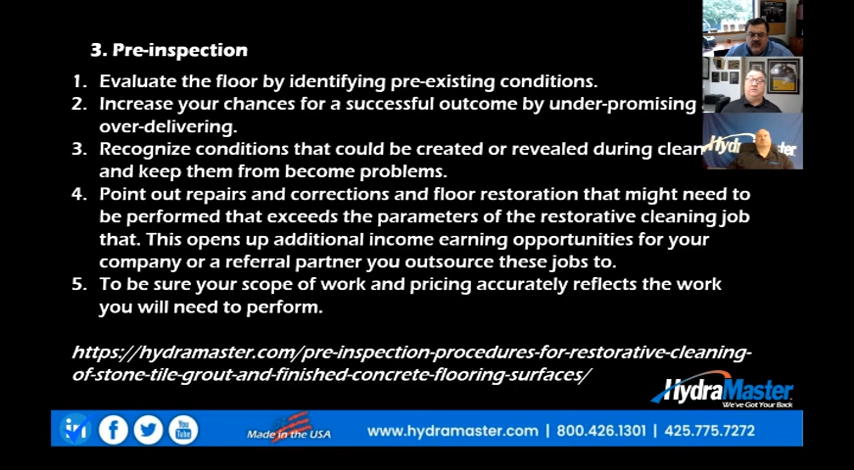 3. Pre-inspection
1. Evaluate the floor by identifying pre-existing conditions.
2. Increase your chances for a successful outcome by under-promising
over-delivering.
3. Recognize conditions that could be created or revealed during clean
and keep them from become problems.
4. Point out repairs and corrections and floor restoration that might need to
be performed that exceeds the parameters of the restorative cleaning job
that. This opens up additional income earning opportunities for your
company or a referral partner you outsource these jobs to.
5. To be sure your scope of work and pricing accurately reflects the work
you will need to perform.
https://hydramaster.com/pre-inspection-procedures-for-restorative-cleaning-
of-stone-tile-grout-and-finished-concrete-flooring-surfaces/
HydraMaster
We've Got Your Back
You Tube
Made in the USA
www.hydramaster.com | 800.426.1301 | 425.775.7272